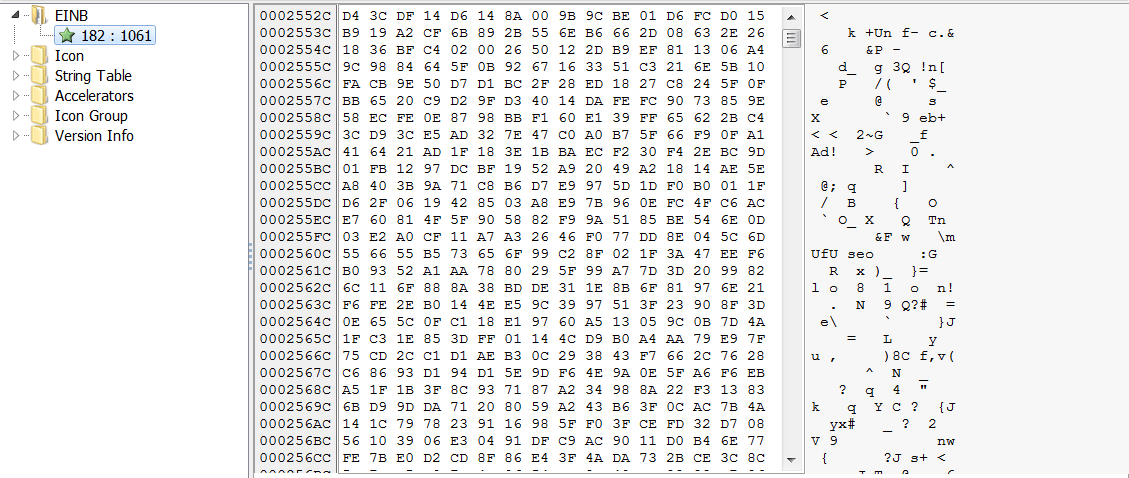 EINB
182 : 1061
Icon
String Table
Accelerators
Icon Group
Version Info
0002552C D4 3C DF 14 D6 14 8A 00 9B 9C BE 01 D6 FC D0 15 <
0002553C B9 19 A2 CF 6B 89 2B 55 6E B6 66 2D 08 63 2E 26 k +Un f- c.&
0002554C 18 36 BF C4 02 00 26 50 12 2D B9 EF 81 13 06 A4 6 &P -
0002555C 9C 98 84 64 5F 0B 92 67 16 33 51 C3 21 6E 5B 10 d_ g 3Q !n[
0002556C FA CB 9E 50 D7 D1 BC 2F 28 ED 18 27 C8 24 5F 0F P /( ' $_
0002557C BB 65 20 C9 D2 9F D3 40 14 DA FE FC 90 73 85 9E e @ s
0002558C 58 EC FE 0E 87 98 BB F1 60 E1 39 FF 65 62 2B C4 X ` 9 eb+
0002559C 3C D9 3C E5 AD 32 7E 47 C0 A0 B7 5F 66 F9 0F A1 < < 2~G _f
000255AC 41 64 21 AD 1F 18 3E 1B BA EC F2 30 F4 2E BC 9D Ad! > 0 .
000255BC 01 FB 12 97 DC BF 19 52 A9 20 49 A2 18 14 AE 5E R I ^
000255CC A8 40 3B 9A 71 C8 B6 D7 E9 97 5D 1D F0 B0 01 1F @; q ]
000255DC D6 2F 06 19 42 85 03 A8 E9 7B 96 0E FC 4F C6 AC / B { O
000255EC E7 60 81 4F 5F 90 58 82 F9 9A 51 85 BE 54 6E 0D ` O_ X Q Tn
000255FC 03 E2 A0 CF 11 A7 A3 26 46 F0 77 DD 8E 04 5C 6D &F w \m
0002560C 55 66 55 B5 73 65 6F 99 C2 8F 02 1F 3A 47 EE F6 UfU seo :G
0002561C B0 93 52 A1 AA 78 80 29 5F 99 A7 7D 3D 20 99 82 R x )_ }=
0002562C 6C 11 6F 88 8A 38 BD DE 31 1E 8B 6F 81 97 6E 21 l o 8 1 o n!
0002563C F6 FE 2E B0 14 4E E5 9C 39 97 51 3F 23 90 8F 3D . N 9 Q?# =
0002564C 0E 65 5C 0F C1 18 E1 97 60 A5 13 05 9C 0B 7D 4A e\ ` }J
0002565C 1F C3 1E 85 3D FF 01 14 4C D9 B0 A4 AA 79 E9 7F = L y
0002566C 75 CD 2C C1 D1 AE B3 0C 29 38 43 F7 66 2C 76 28 u , )8C f,v(
0002567C C6 86 93 D1 94 D1 5E 9D F6 4E 9A 0E 5F A6 F6 EB ^ N _
0002568C A5 1F 1B 3F 8C 93 71 87 A2 34 98 8A 22 F3 13 83 ? q 4 "
0002569C 6B D9 9D DA 71 20 80 59 A2 43 B6 3F 0C AC 7B 4A k q Y C ? {J
000256AC 14 1C 79 78 23 91 16 98 5F F0 3F CE FD 32 D7 08 yx# _ ? 2
000256BC 56 10 39 06 E3 04 91 DF C9 AC 90 11 D0 B4 6E 77 V 9 nw
000256CC FE 7B E0 D2 CD 8F 86 E4 3F 4A DA 73 2B CE 3C 8C { ?J s+ <